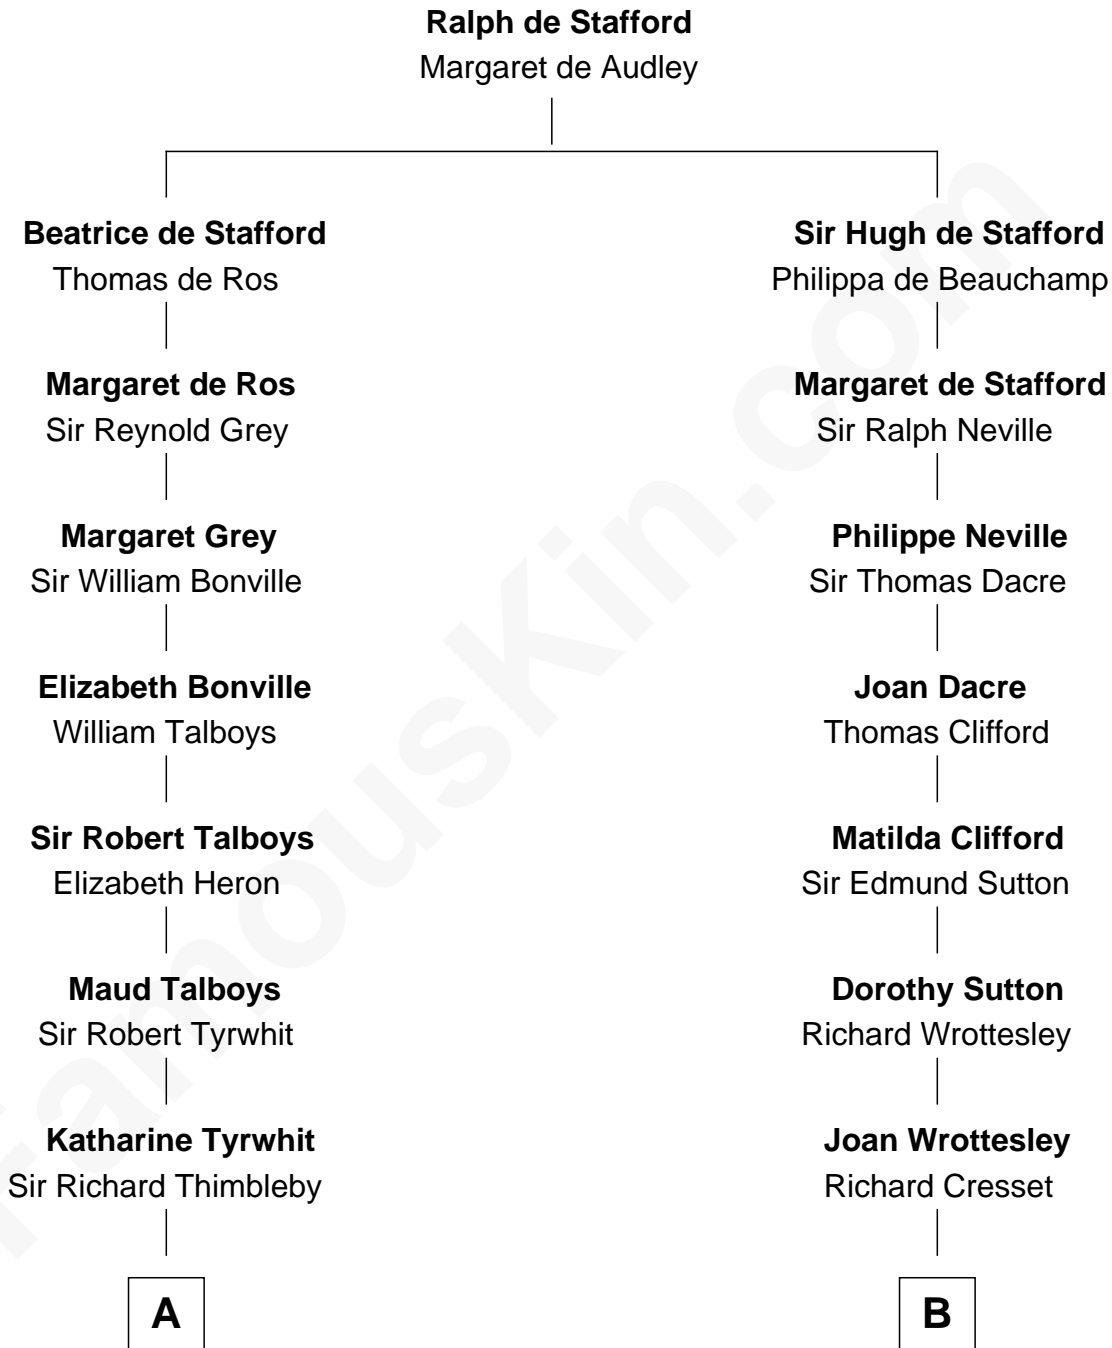 Ralph de Stafford
Margaret de Audley
Beatrice de Stafford
Thomas de Ros
Sir Hugh de Stafford
Philippa de Beauchamp
Margaret de Ros
Sir Reynold Grey
Margaret de Stafford
Sir Ralph Neville
Margaret Grey
Sir William Bonville
Philippe Neville
Sir Thomas Dacre
Elizabeth Bonville
William Talboys
Joan Dacre
Thomas Clifford
Sir Robert Talboys
Elizabeth Heron
Matilda Clifford
Sir Edmund Sutton
Maud Talboys
Sir Robert Tyrwhit
Dorothy Sutton
Richard Wrottesley
Katharine Tyrwhit
Sir Richard Thimbleby
Joan Wrottesley
Richard Cresset
A
B
FamousKin.com